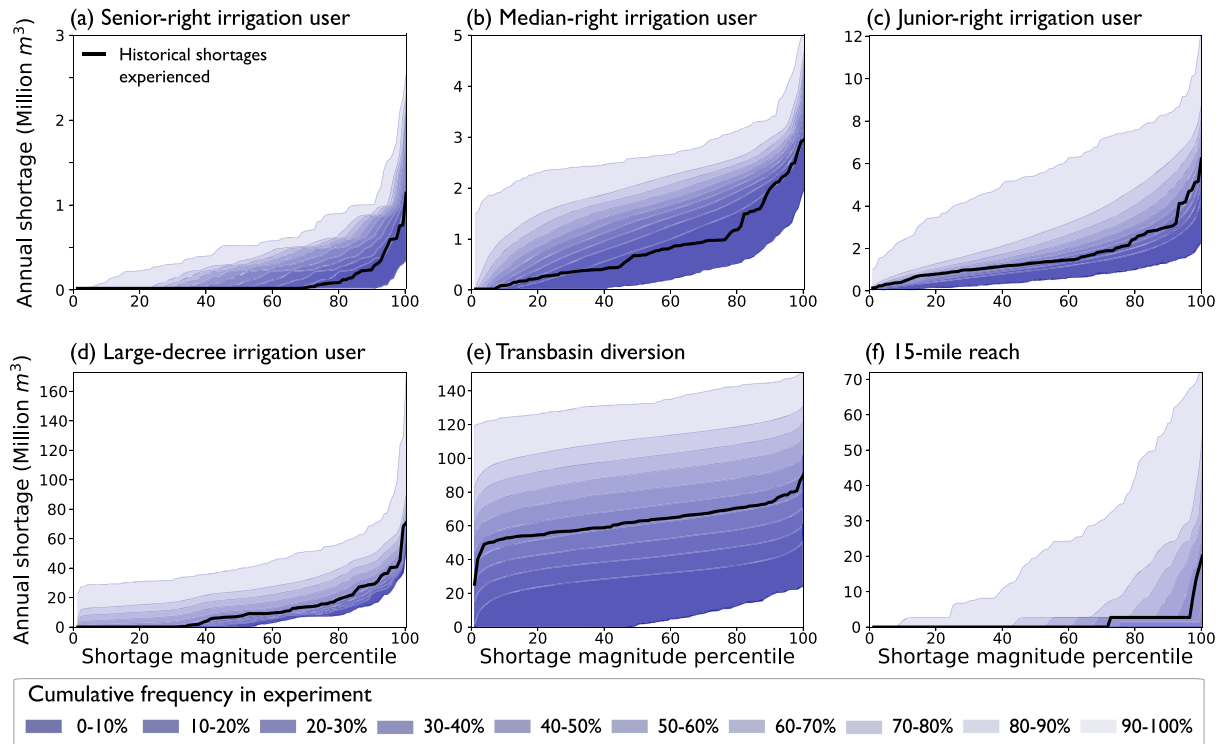 (a) Senior-right irrigation user
(b) Median-right irrigation user
(c) Junior-right irrigation user
Annual shortage (Million m³)
3
2
1
0
Historical shortages
experienced
0 20 40 60 80 100
5
4
3
2
1
0
0 20 40 60 80 100
12
10
8
6
4
2
0
0 20 40 60 80 100
(d) Large-decree irrigation user
(e) Transbasin diversion
(f) 15-mile reach
Annual shortage (Million m³)
160
140
120
100
80
60
40
20
0
0 20 40 60 80 100
Shortage magnitude percentile
140
120
100
80
60
40
20
0
0 20 40 60 80 100
Shortage magnitude percentile
70
60
50
40
30
20
10
0
0 20 40 60 80 100
Shortage magnitude percentile
Cumulative frequency in experiment
0-10% 10-20% 20-30% 30-40% 40-50% 50-60% 60-70% 70-80% 80-90% 90-100%